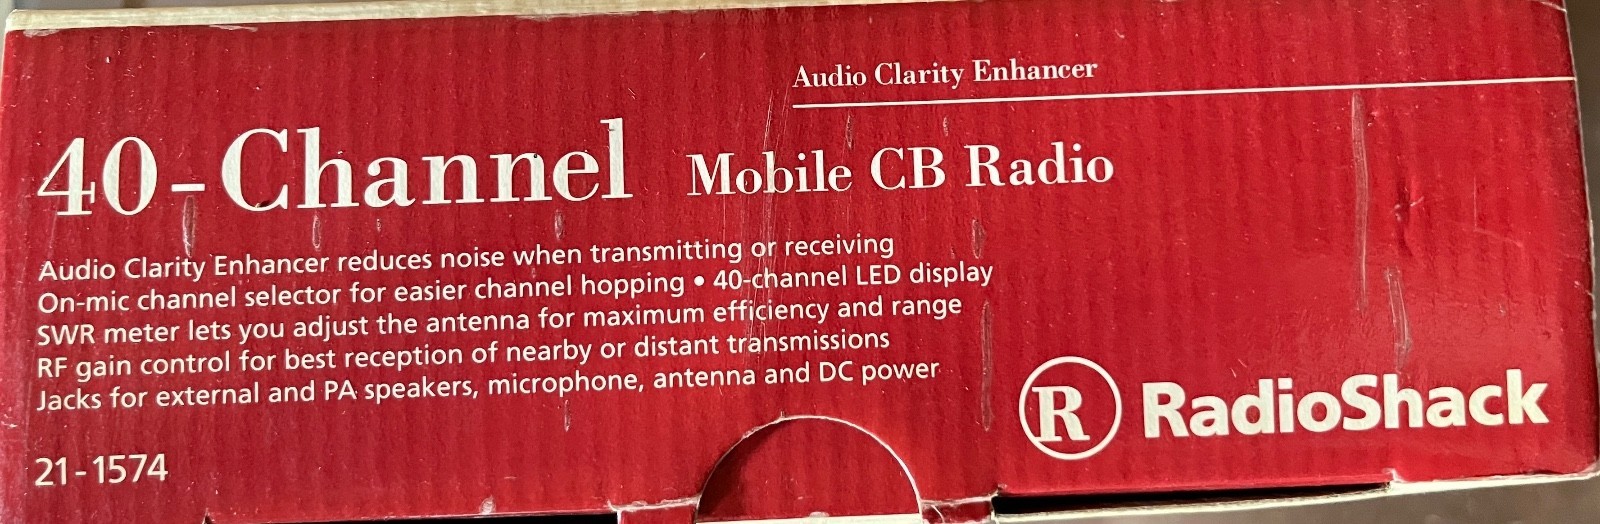 Audio Clarity Enhancer
40-Channel Mobile CB Radio
Audio Clarity Enhancer reduces noise when transmitting or receiving
On-mic channel selector for easier channel hopping • 40-channel LED display
SWR meter lets you adjust the antenna for maximum efficiency and range
RF gain control for best reception of nearby or distant transmissions
Jacks for external and PA speakers, microphone, antenna and DC power
R RadioShack
21-1574